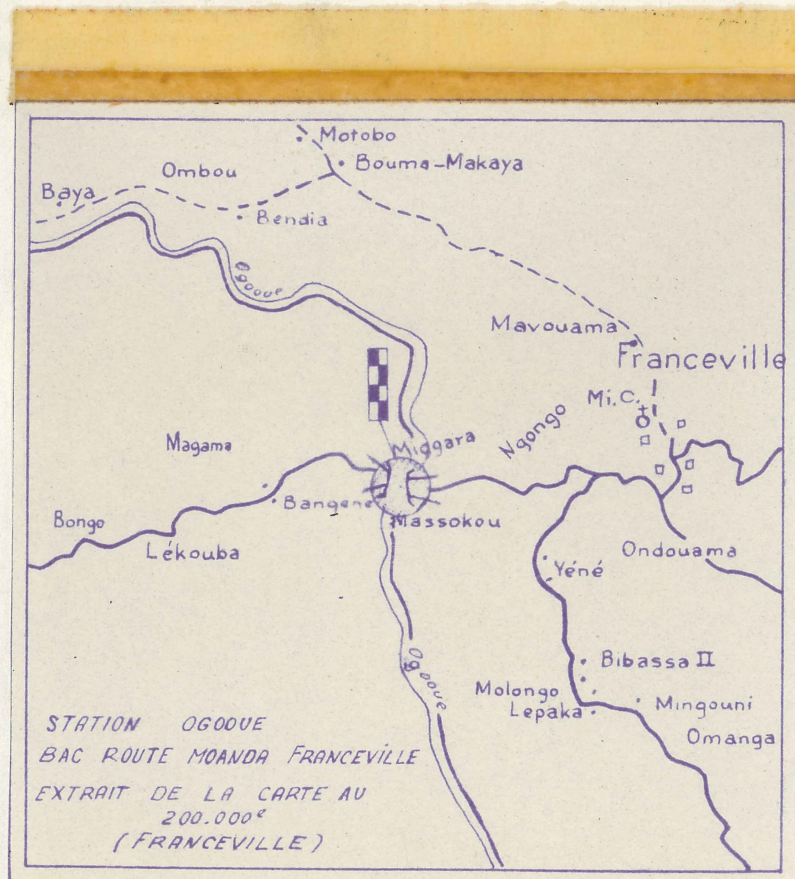 Motobo
Bouma-Makaya
Ombou
Baya
Bendia
Ogooue
Mavouama
Franceville
Mi.C.
Ngongo
Miggara
Magama
Bangene
Massokou
Bongo
Lékouba
Ondouama
Yéné
Ogooue
Bibassa II
Molongo
Lepaka
Mingouni
Omanga
STATION OGOOUE
BAC ROUTE MOANDA FRANCEVILLE
EXTRAIT DE LA CARTE AU
200.000e
(FRANCEVILLE)